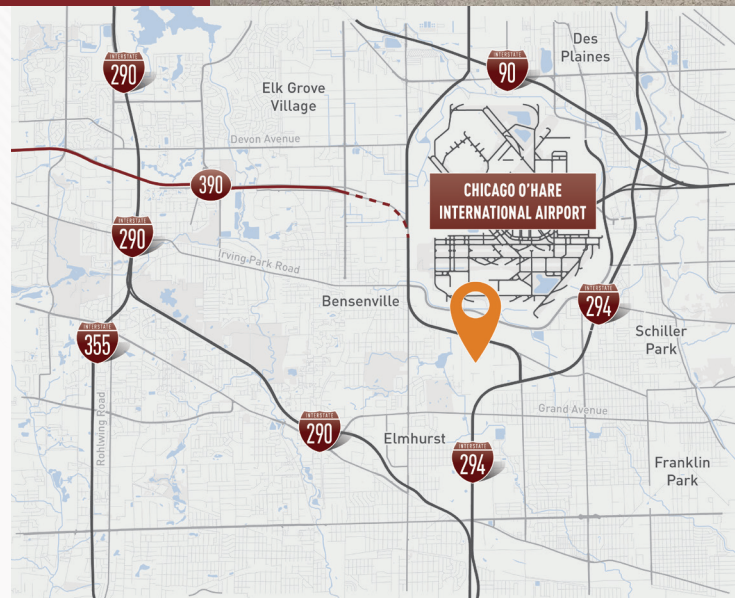 INTERSTATE
290
INTERSTATE
90
Des
Plaines
Elk Grove
Village
Devon Avenue
390
CHICAGO O'HARE
INTERNATIONAL AIRPORT
INTERSTATE
290
Irving Park Road
Bensenville
INTERSTATE
294
INTERSTATE
355
Schiller
Park
Rohlwing Road
Grand Avenue
INTERSTATE
290
Elmhurst
INTERSTATE
294
Franklin
Park